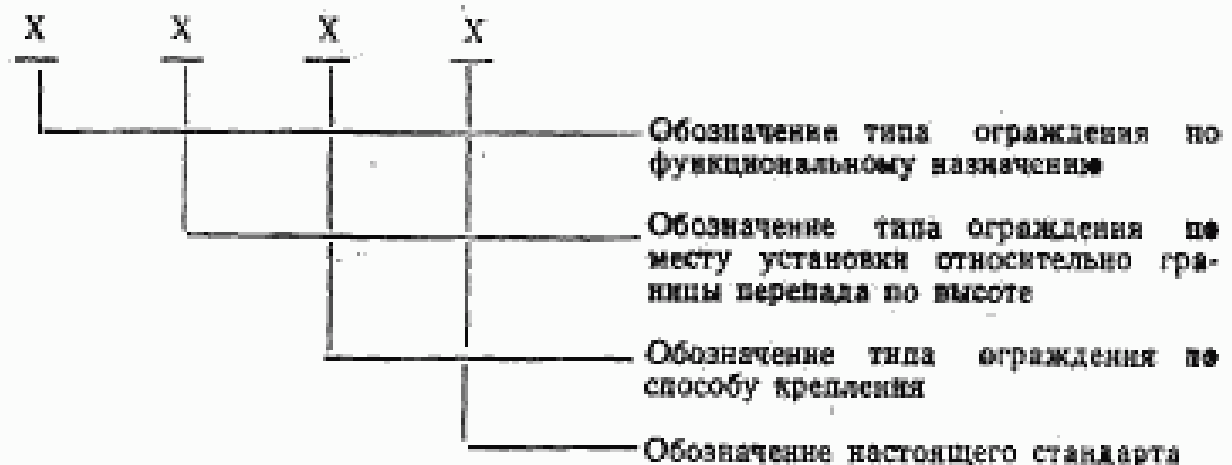 X X X X
Обозначение типа ограждения по
функциональному назначению
Обозначение типа ограждения по
месту установки относительно гра-
ницы перепада по высоте
Обозначение типа ограждения по
способу крепления
Обозначение настоящего стандарта